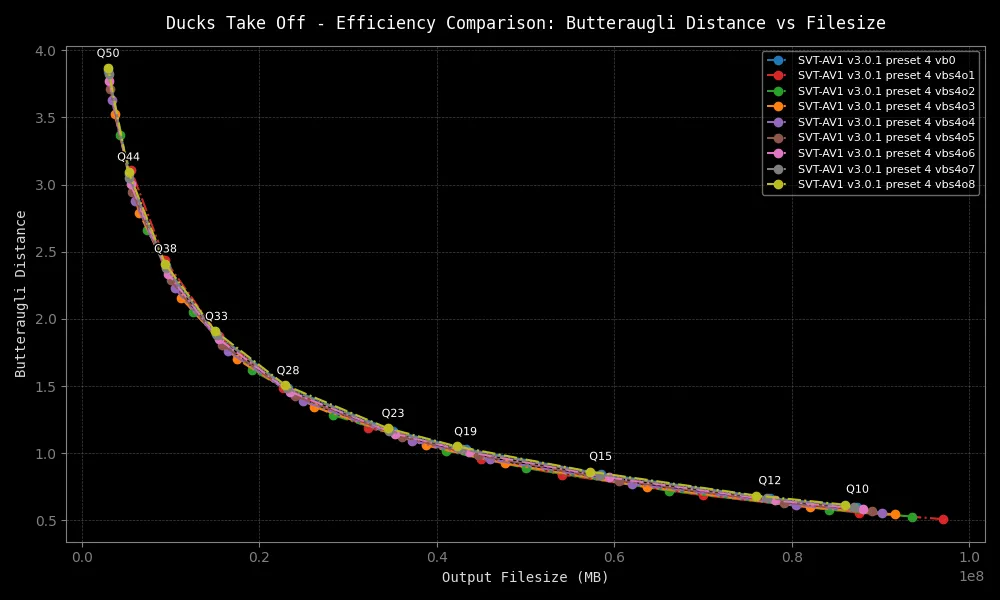 Ducks Take Off - Efficiency Comparison: Butteraugli Distance vs Filesize
Butteraugli Distance
4.0
3.5
3.0
2.5
2.0
1.5
1.0
0.5
Q50
Q44
Q38
Q33
Q28
Q23
Q19
Q15
Q12
Q10
SVT-AV1 v3.0.1 preset 4 vb0
SVT-AV1 v3.0.1 preset 4 vbs4o1
SVT-AV1 v3.0.1 preset 4 vbs4o2
SVT-AV1 v3.0.1 preset 4 vbs4o3
SVT-AV1 v3.0.1 preset 4 vbs4o4
SVT-AV1 v3.0.1 preset 4 vbs4o5
SVT-AV1 v3.0.1 preset 4 vbs4o6
SVT-AV1 v3.0.1 preset 4 vbs4o7
SVT-AV1 v3.0.1 preset 4 vbs4o8
0.0 0.2 0.4 0.6 0.8 1.0
1e8
Output Filesize (MB)